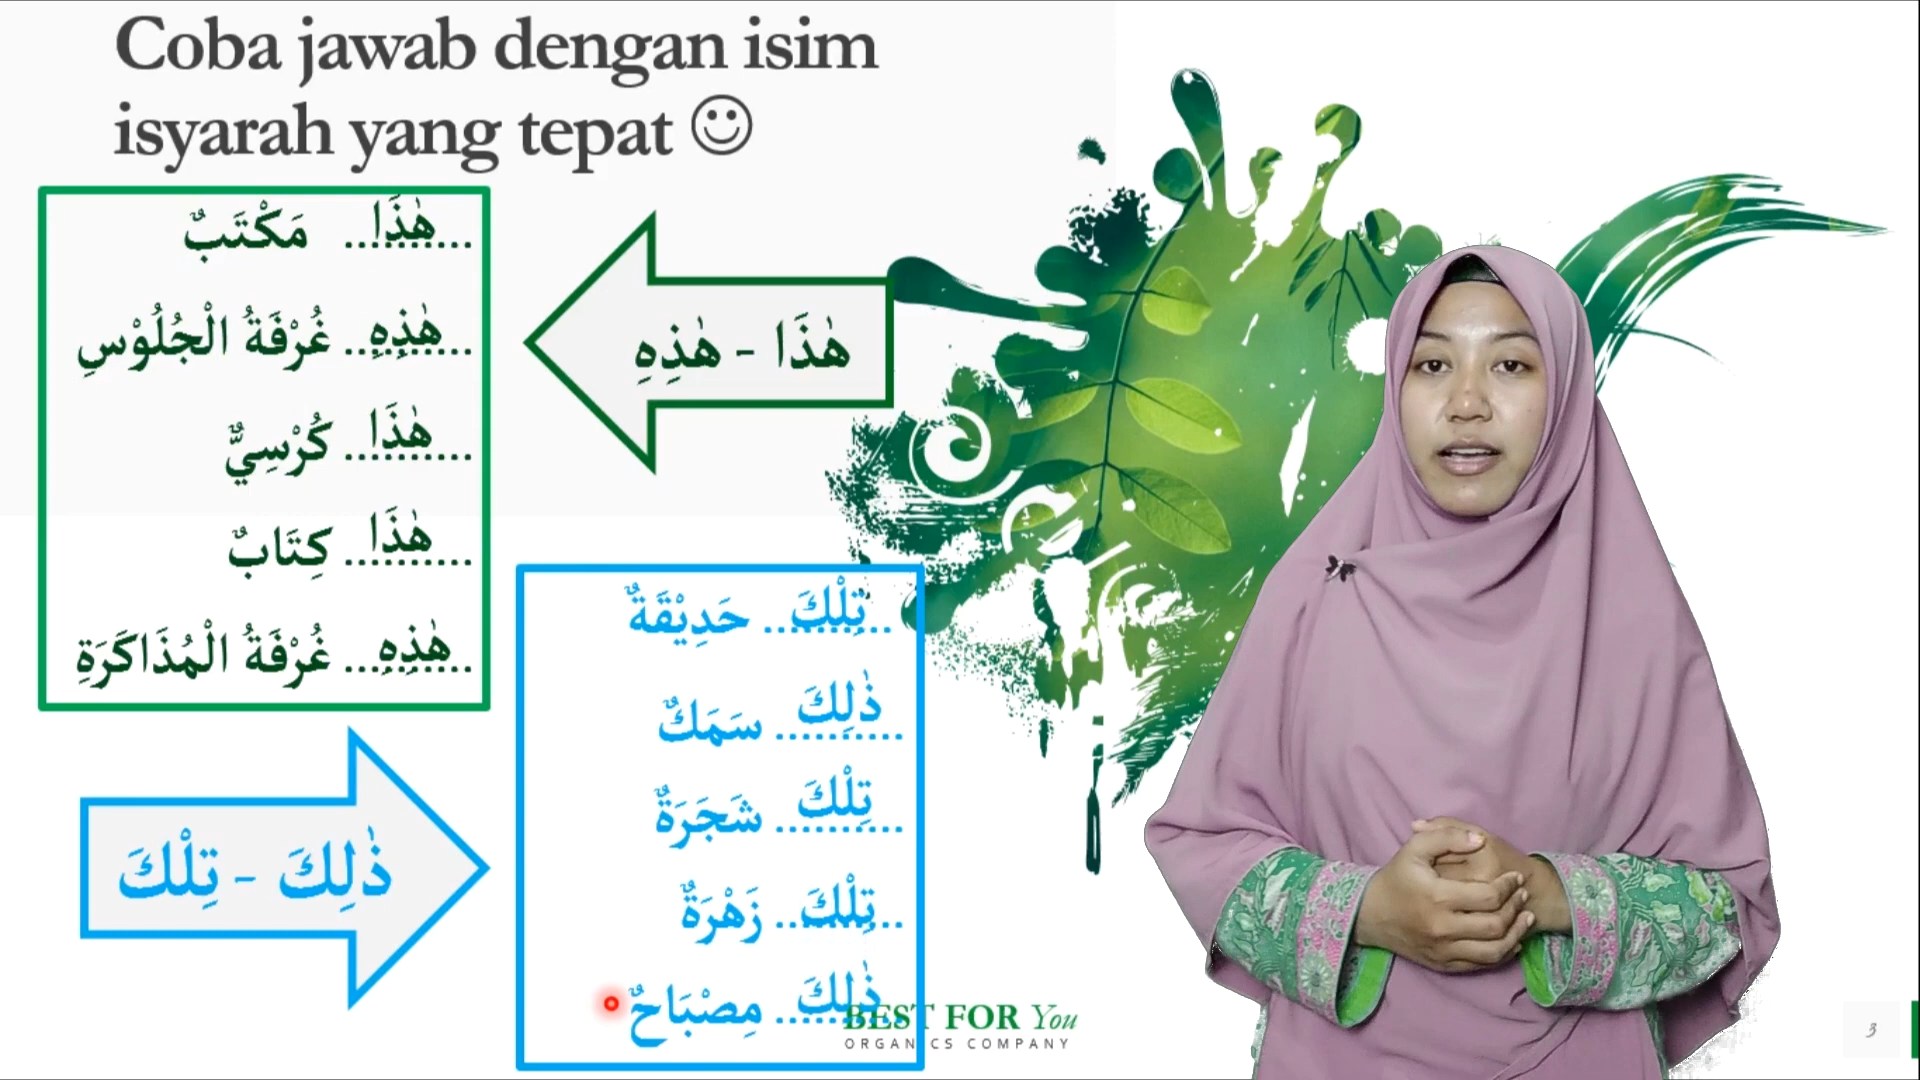 Coba jawab dengan isim
isyarah yang tepat ☺
...هٰذَا... مَكْتَبٌ
...هٰذِهِ... غُرْفَةُ الْجُلُوْسِ
...هٰذَا... كُرْسِيٌّ
...هٰذَا... كِتَابٌ
...هٰذِهِ... غُرْفَةُ الْمُذَاكَرَةِ
هٰذَا - هٰذِهِ
ذٰلِكَ - تِلْكَ
...تِلْكَ... حَدِيْقَةٌ
...ذٰلِكَ... سَمَكٌ
...تِلْكَ... شَجَرَةٌ
...تِلْكَ... زَهْرَةٌ
...ذٰلِكَ... مِصْبَاحٌ
BEST FOR You
ORGANICS COMPANY
3